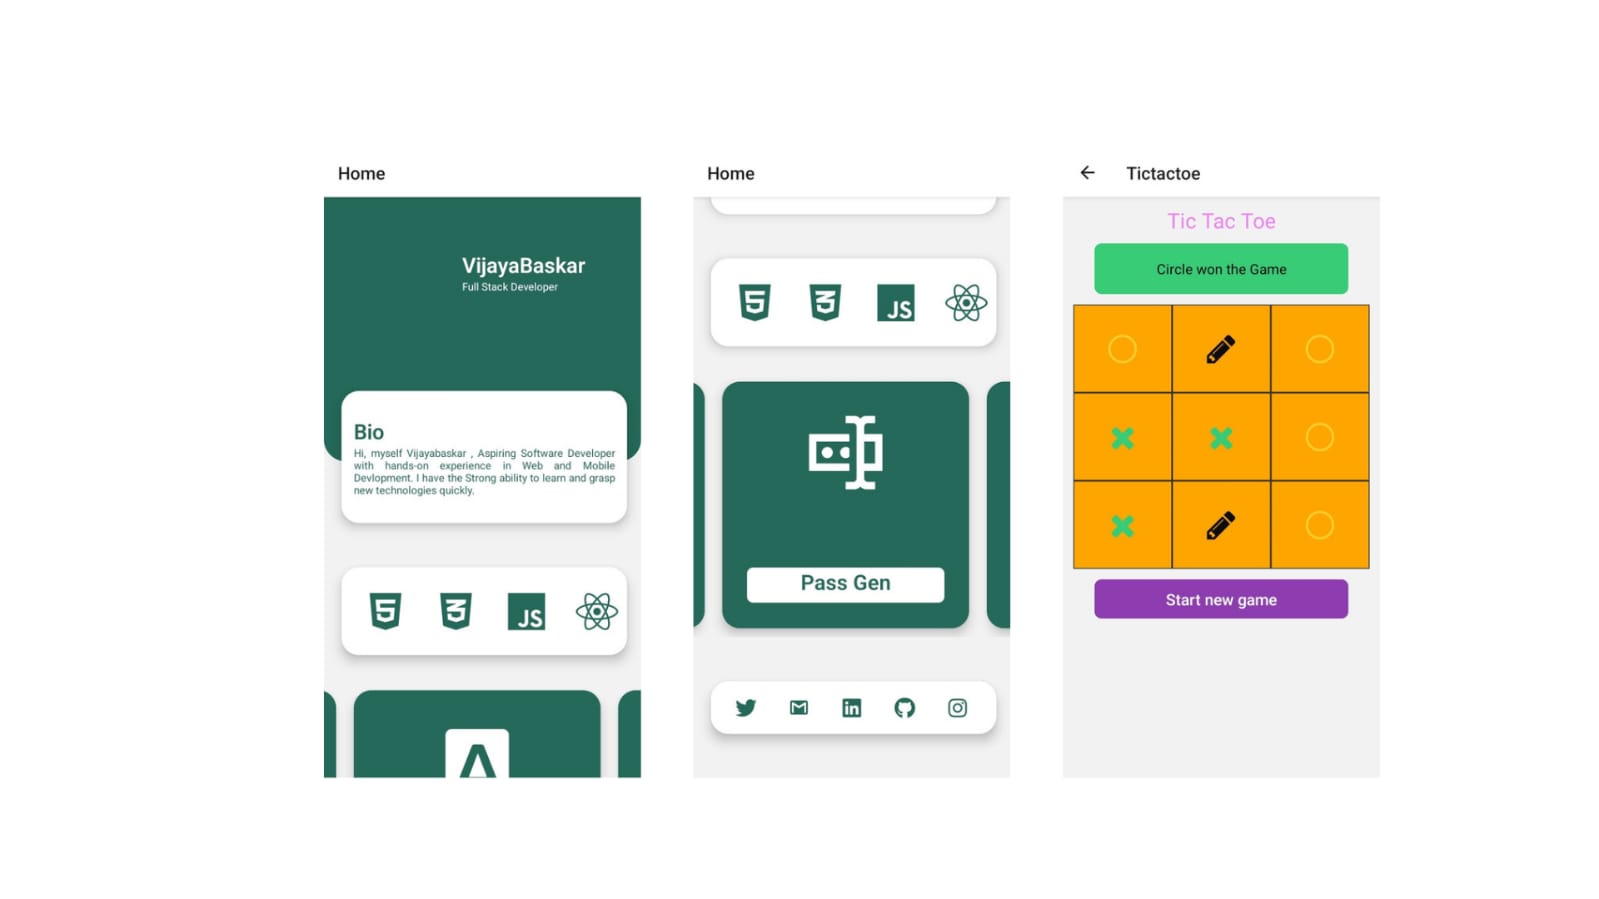 Home
VijayaBaskar
Full Stack Developer
Bio
Hi, myself Vijayabaskar , Aspiring Software Developer
with hands-on experience in Web and Mobile
Devlopment. I have the Strong ability to learn and grasp
new technologies quickly.
5
3
JS
A
Home
5
3
JS
Pass Gen
in
Tictactoe
Tic Tac Toe
Circle won the Game
Start new game